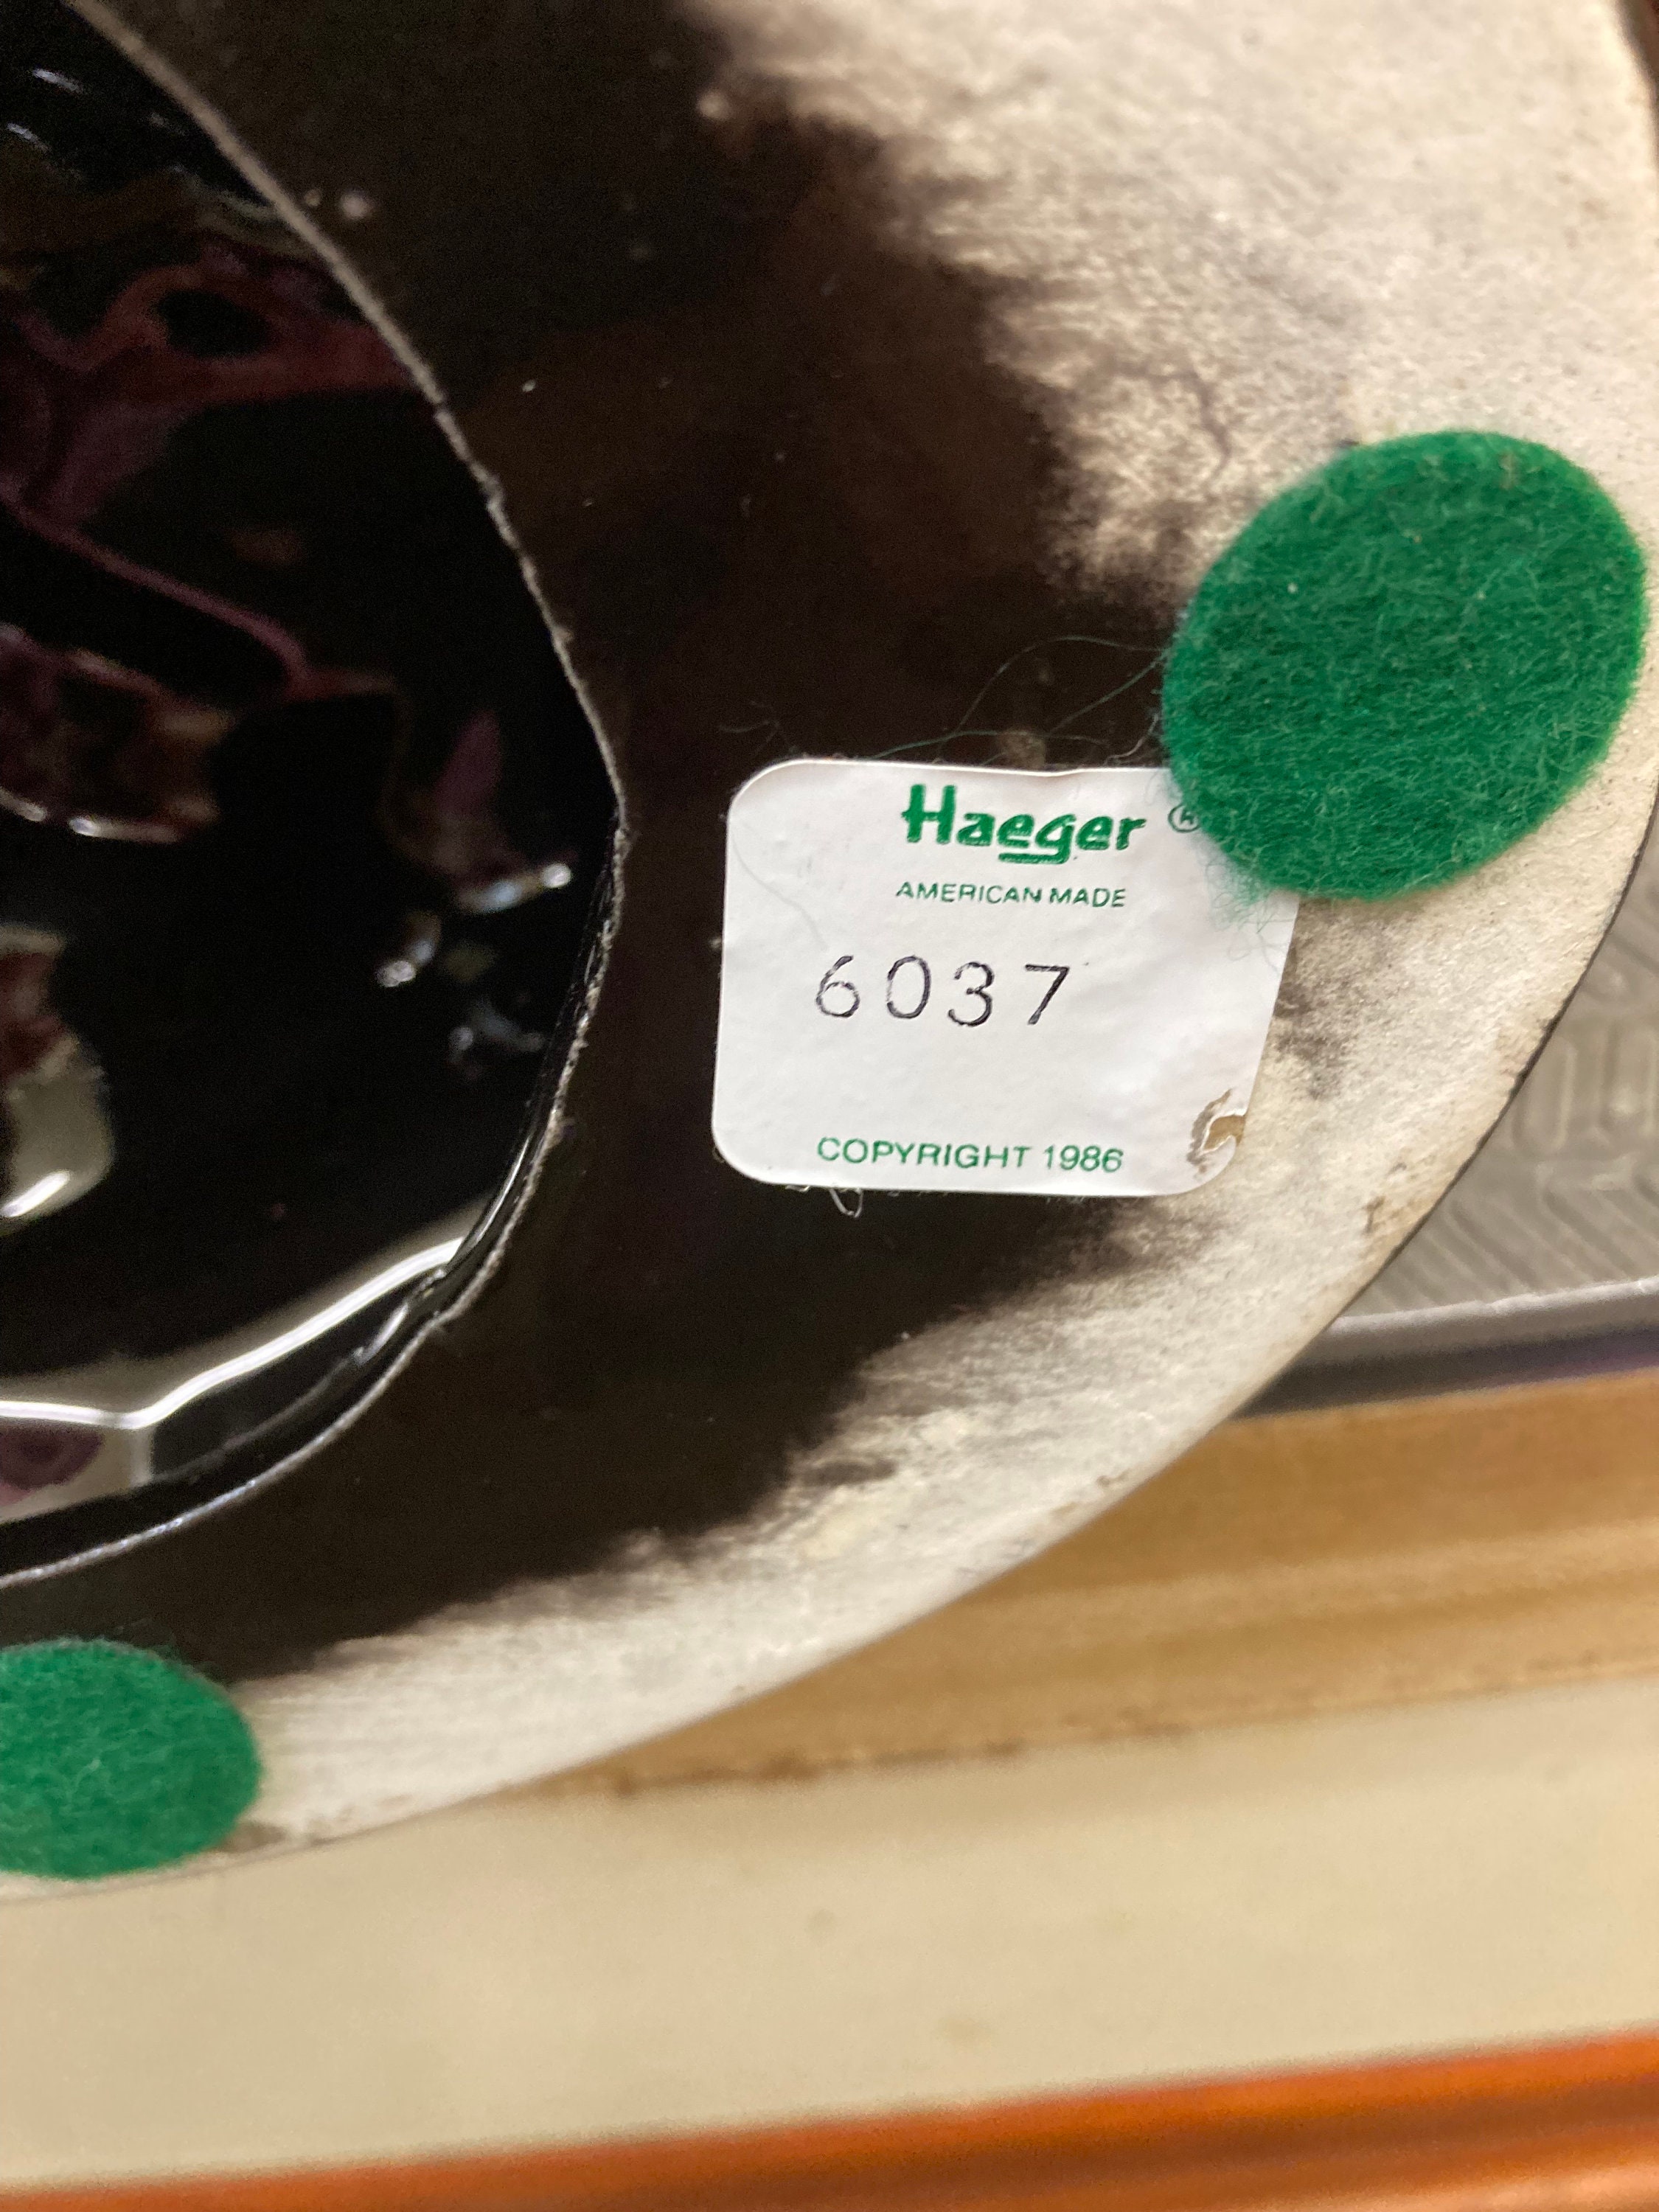 Haeger ®
AMERICAN MADE
6037
COPYRIGHT 1986